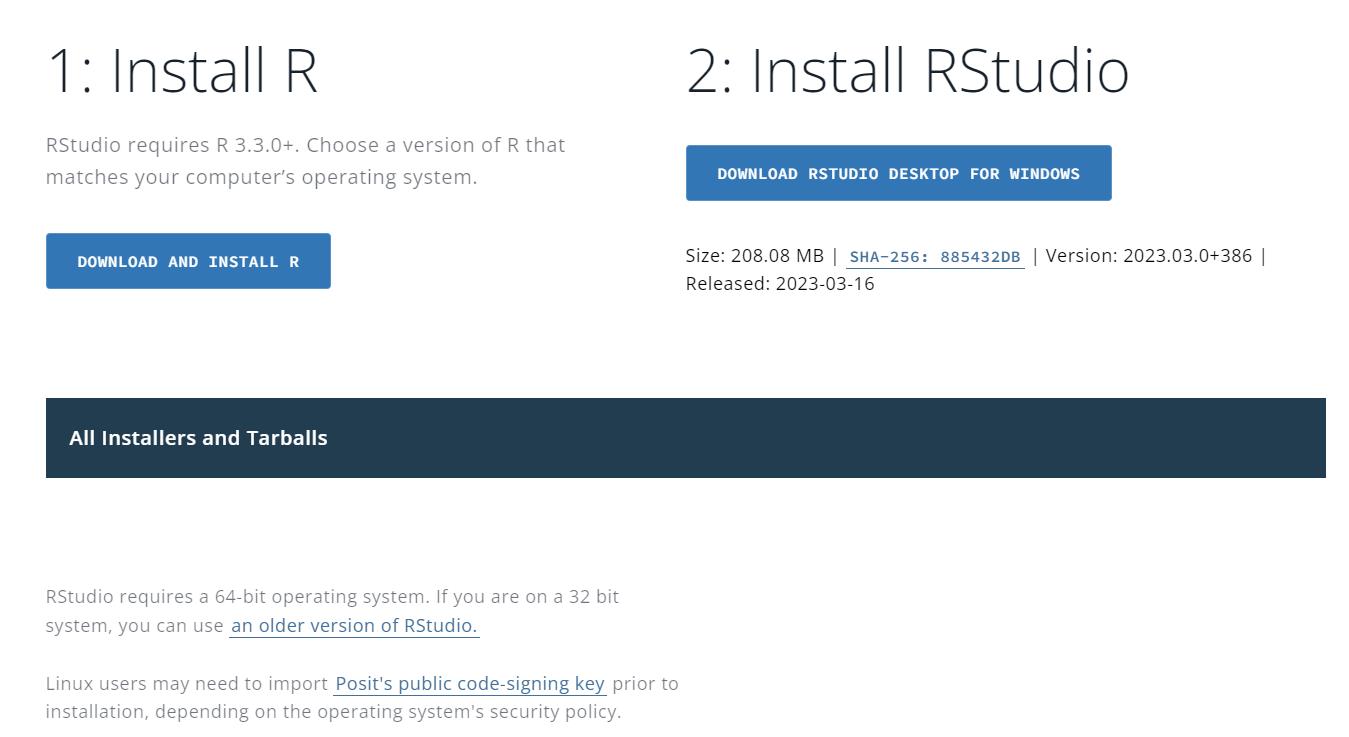 1: Install R
RStudio requires R 3.3.0+. Choose a version of R that
matches your computer’s operating system.
DOWNLOAD AND INSTALL R
2: Install RStudio
DOWNLOAD RSTUDIO DESKTOP FOR WINDOWS
Size: 208.08 MB | SHA-256: 885432DB | Version: 2023.03.0+386 |
Released: 2023-03-16
All Installers and Tarballs
RStudio requires a 64-bit operating system. If you are on a 32 bit
system, you can use an older version of RStudio.
Linux users may need to import Posit's public code-signing key prior to
installation, depending on the operating system's security policy.